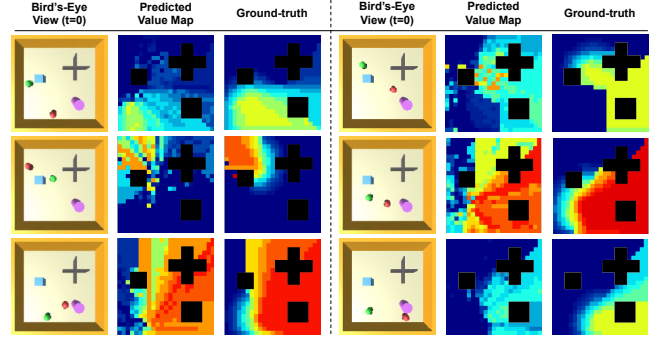 Bird's-Eye
View (t=0)
Predicted
Value Map
Ground-truth
Bird's-Eye
View (t=0)
Predicted
Value Map
Ground-truth